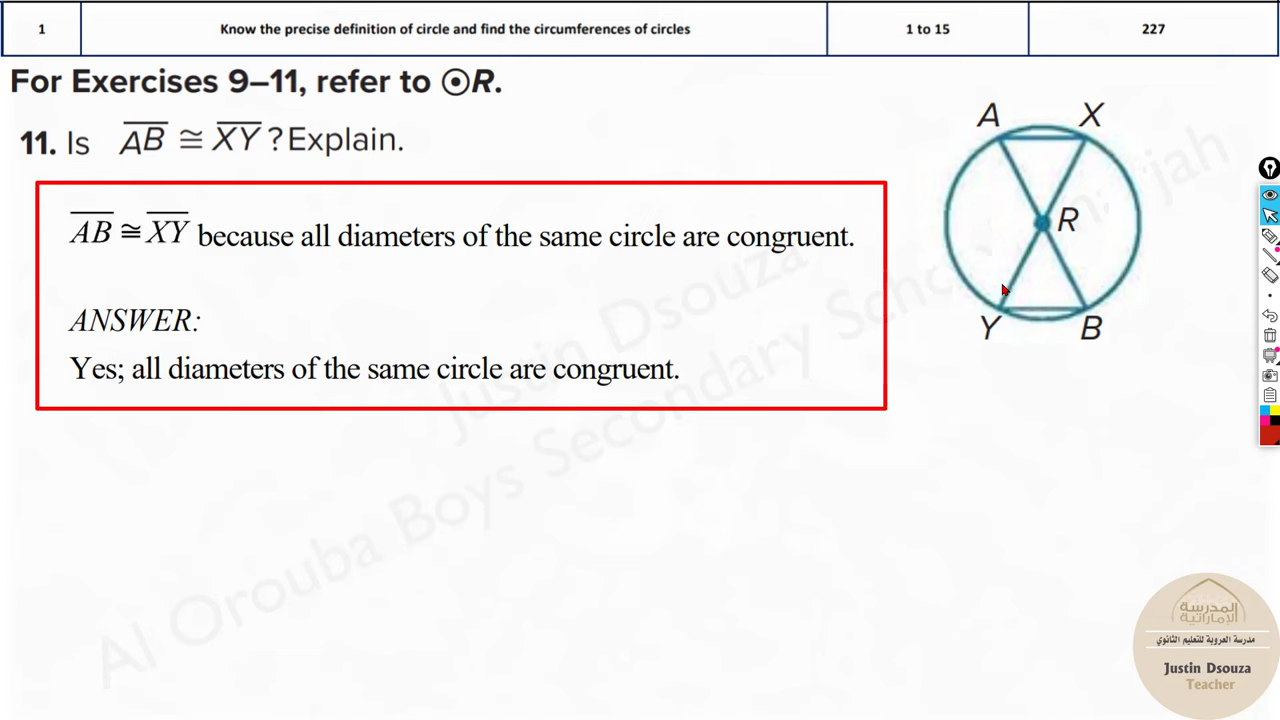 1 Know the precise definition of circle and find the circumferences of circles 1 to 15 227
For Exercises 9–11, refer to ⊙R.
11. Is AB ≅ XY? Explain.
AB ≅ XY because all diameters of the same circle are congruent.
ANSWER:
Yes; all diameters of the same circle are congruent.
A X
R
Y B
Justin Dsouza
Al Orouba Boys Secondary
المدرسة
الإماراتية
مدرسة العروبة للتعليم الثانوي
Justin Dsouza
Teacher